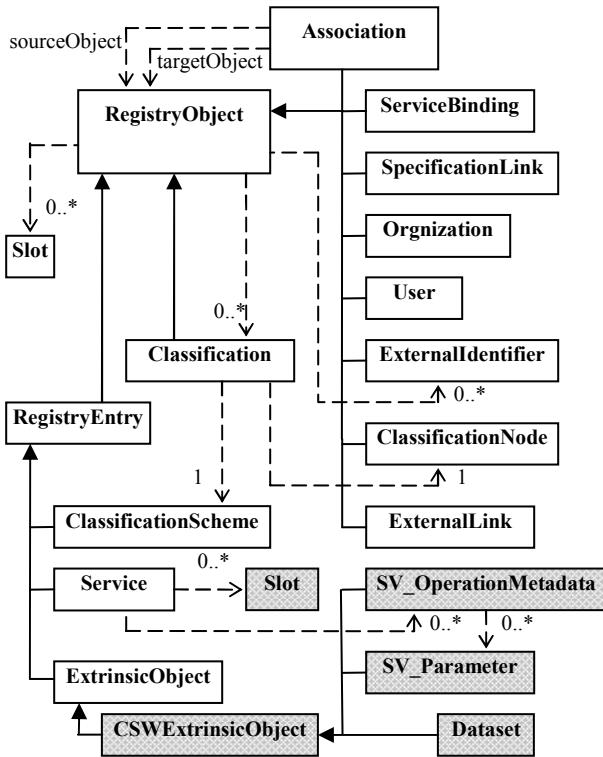 Association
sourceObject
targetObject
RegistryObject
ServiceBinding
SpecificationLink
0..*
Slot
Orgnization
User
0..*
Classification
ExternalIdentifier
0..*
RegistryEntry
ClassificationNode
1
1
ClassificationScheme
ExternalLink
0..*
Service
Slot
SV_OperationMetadata
0..*
0..*
ExtrinsicObject
SV_Parameter
CSWExtrinsicObject
Dataset